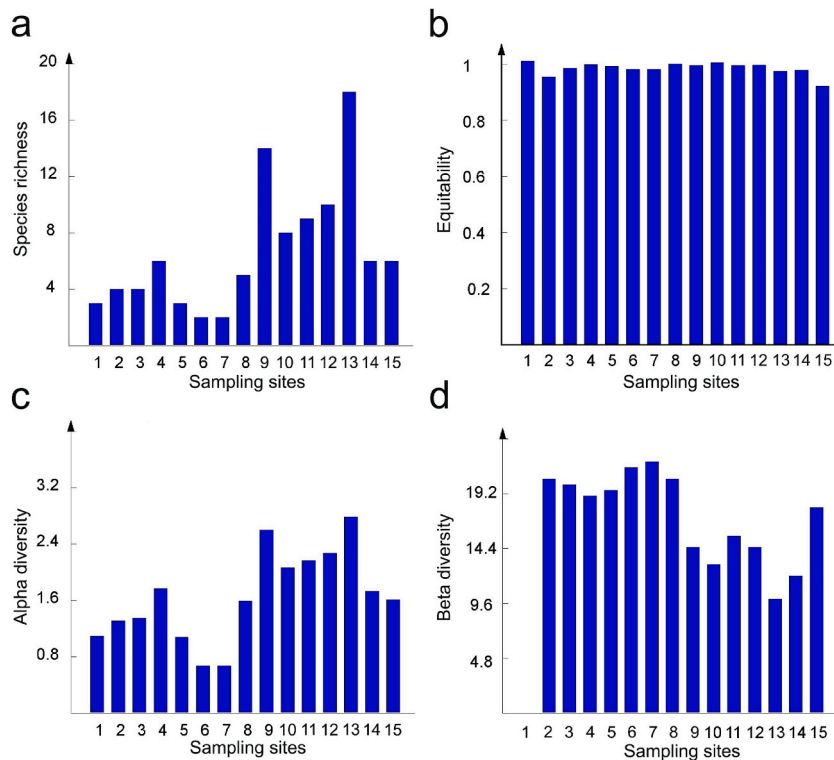 a
20
16
12
8
4
Species richness
1 2 3 4 5 6 7 8 9 10 11 12 13 14 15
Sampling sites
b
1
0.8
0.6
0.4
0.2
Equitability
1 2 3 4 5 6 7 8 9 10 11 12 13 14 15
Sampling sites
c
3.2
2.4
1.6
0.8
Alpha diversity
1 2 3 4 5 6 7 8 9 10 11 12 13 14 15
Sampling sites
d
19.2
14.4
9.6
4.8
Beta diversity
1 2 3 4 5 6 7 8 9 10 11 12 13 14 15
Sampling sites